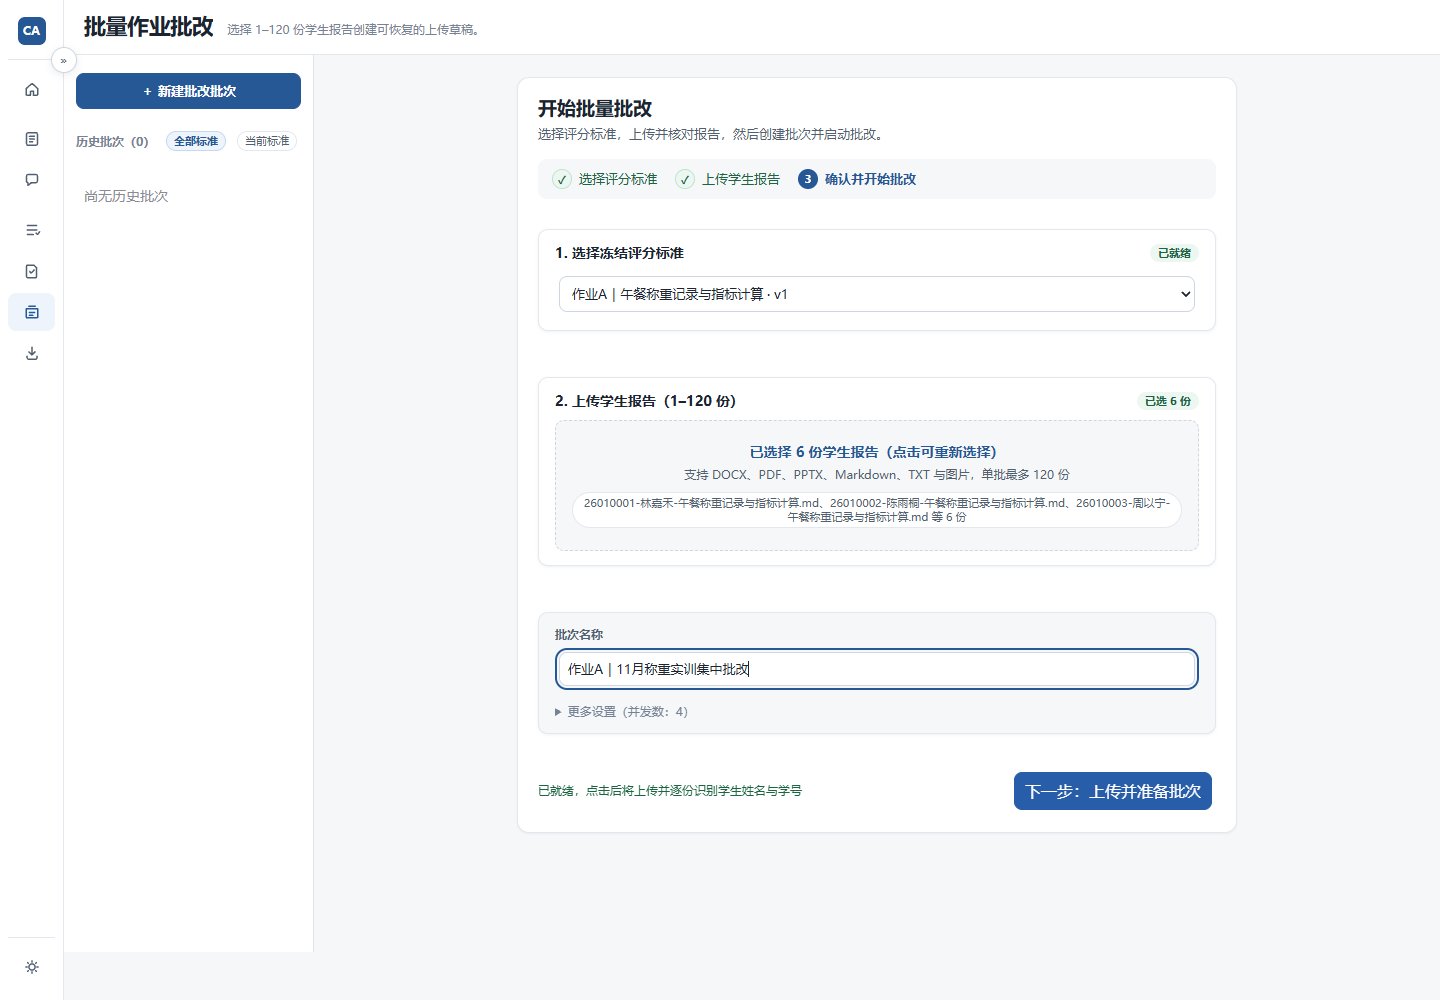 CA
批量作业批改
选择 1–120 份学生报告创建可恢复的上传草稿。
»
+ 新建批改批次
历史批次（0）
全部标准
当前标准
尚无历史批次
开始批量批改
选择评分标准，上传并核对报告，然后创建批次并启动批改。
✓ 选择评分标准
✓ 上传学生报告
3 确认并开始批改
1. 选择冻结评分标准
已就绪
作业A｜午餐称重记录与指标计算 · v1
2. 上传学生报告（1–120 份）
已选 6 份
已选择 6 份学生报告（点击可重新选择）
支持 DOCX、PDF、PPTX、Markdown、TXT 与图片，单批最多 120 份
26010001-林嘉禾-午餐称重记录与指标计算.md、26010002-陈雨桐-午餐称重记录与指标计算.md、26010003-周以宁-
午餐称重记录与指标计算.md 等 6 份
批次名称
作业A｜11月称重实训集中批改
▶ 更多设置（并发数：4）
已就绪，点击后将上传并逐份识别学生姓名与学号
下一步：上传并准备批次